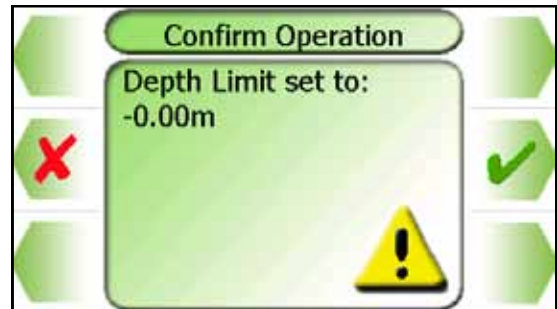 Confirm Operation
Depth Limit set to:
-0.00m